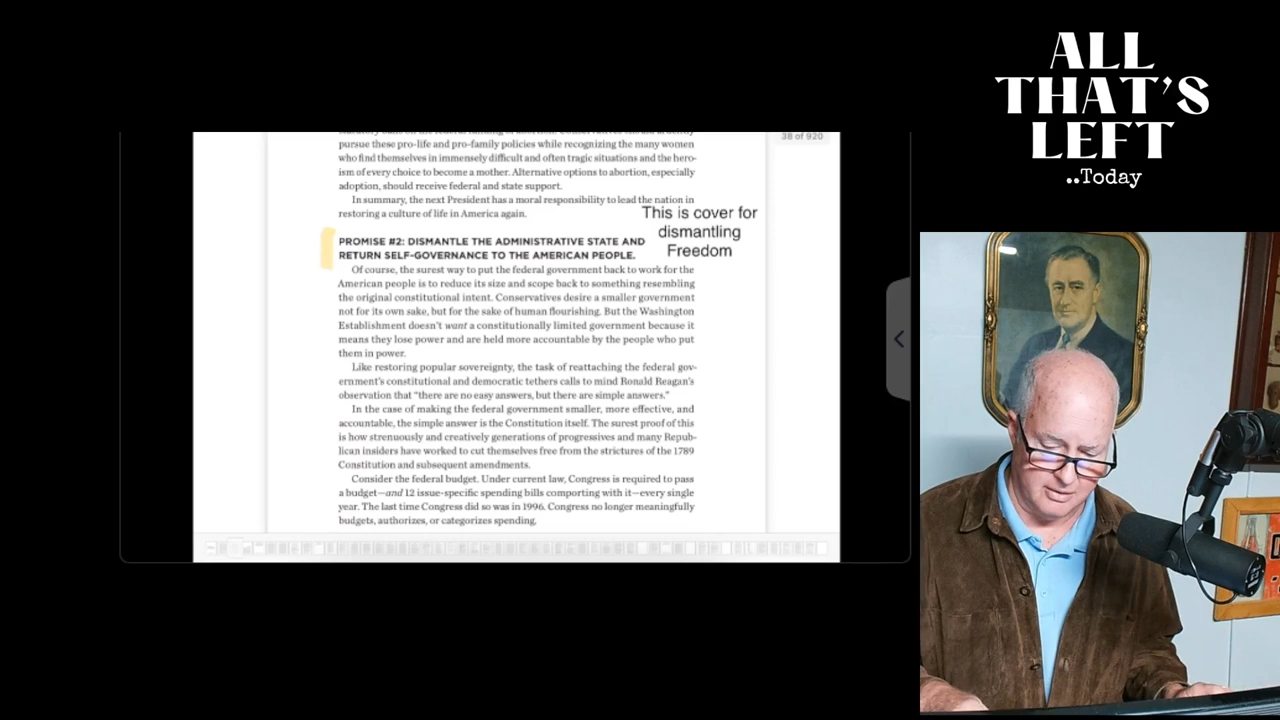 ALL
THAT'S
LEFT
..Today
38 of 920
pursue these pro-life and pro-family policies while recognizing the many women
who find themselves in immensely difficult and often tragic situations and the hero-
ism of every choice to become a mother. Alternative options to abortion, especially
adoption, should receive federal and state support.
In summary, the next President has a moral responsibility to lead the nation in
restoring a culture of life in America again.
This is cover for
dismantling
Freedom
PROMISE #2: DISMANTLE THE ADMINISTRATIVE STATE AND
RETURN SELF-GOVERNANCE TO THE AMERICAN PEOPLE.
Of course, the surest way to put the federal government back to work for the
American people is to reduce its size and scope back to something resembling
the original constitutional intent. Conservatives desire a smaller government
not for its own sake, but for the sake of human flourishing. But the Washington
Establishment doesn't want a constitutionally limited government because it
means they lose power and are held more accountable by the people who put
them in power.
Like restoring popular sovereignty, the task of reattaching the federal gov-
ernment's constitutional and democratic tethers calls to mind Ronald Reagan's
observation that "there are no easy answers, but there are simple answers."
In the case of making the federal government smaller, more effective, and
accountable, the simple answer is the Constitution itself. The surest proof of this
is how strenuously and creatively generations of progressives and many Repub-
lican insiders have worked to cut themselves free from the strictures of the 1789
Constitution and subsequent amendments.
Consider the federal budget. Under current law, Congress is required to pass
a budget—and 12 issue-specific spending bills comporting with it—every single
year. The last time Congress did so was in 1996. Congress no longer meaningfully
budgets, authorizes, or categorizes spending.